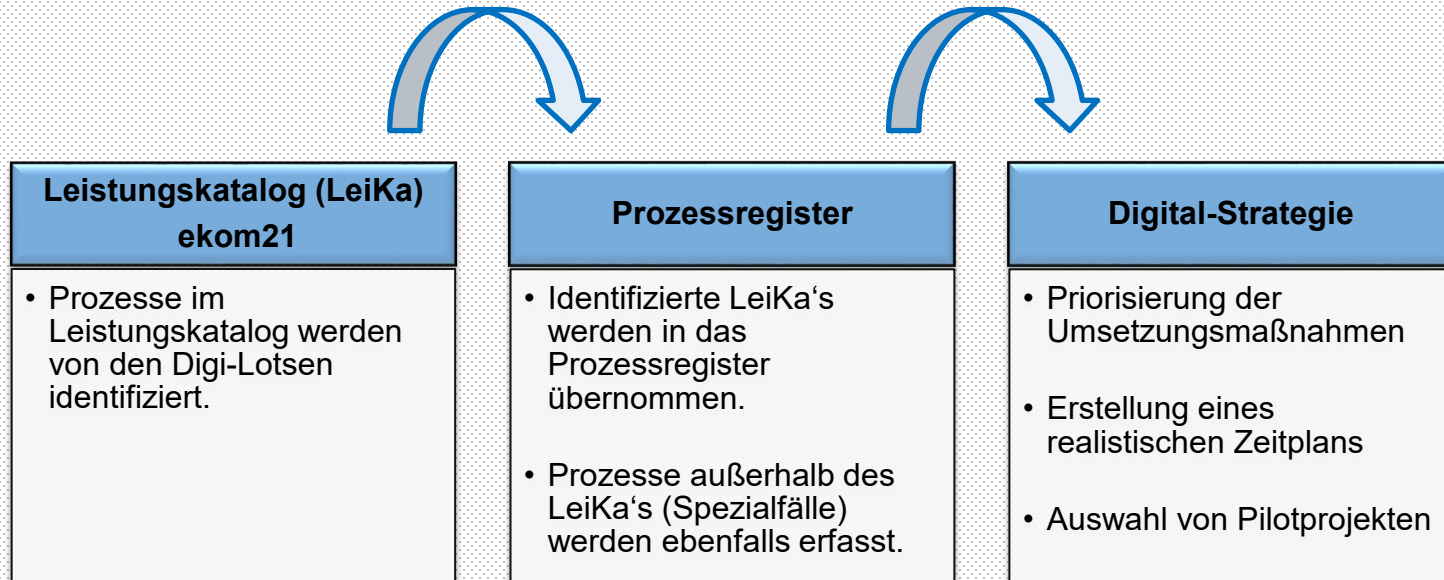 Leistungskatalog (LeiKa)
ekom21
• Prozesse im
Leistungskatalog werden
von den Digi-Lotsen
identifiziert.
Prozessregister
• Identifizierte LeiKa‘s
werden in das
Prozessregister
übernommen.
• Prozesse außerhalb des
LeiKa‘s (Spezialfälle)
werden ebenfalls erfasst.
Digital-Strategie
• Priorisierung der
Umsetzungsmaßnahmen
• Erstellung eines
realistischen Zeitplans
• Auswahl von Pilotprojekten